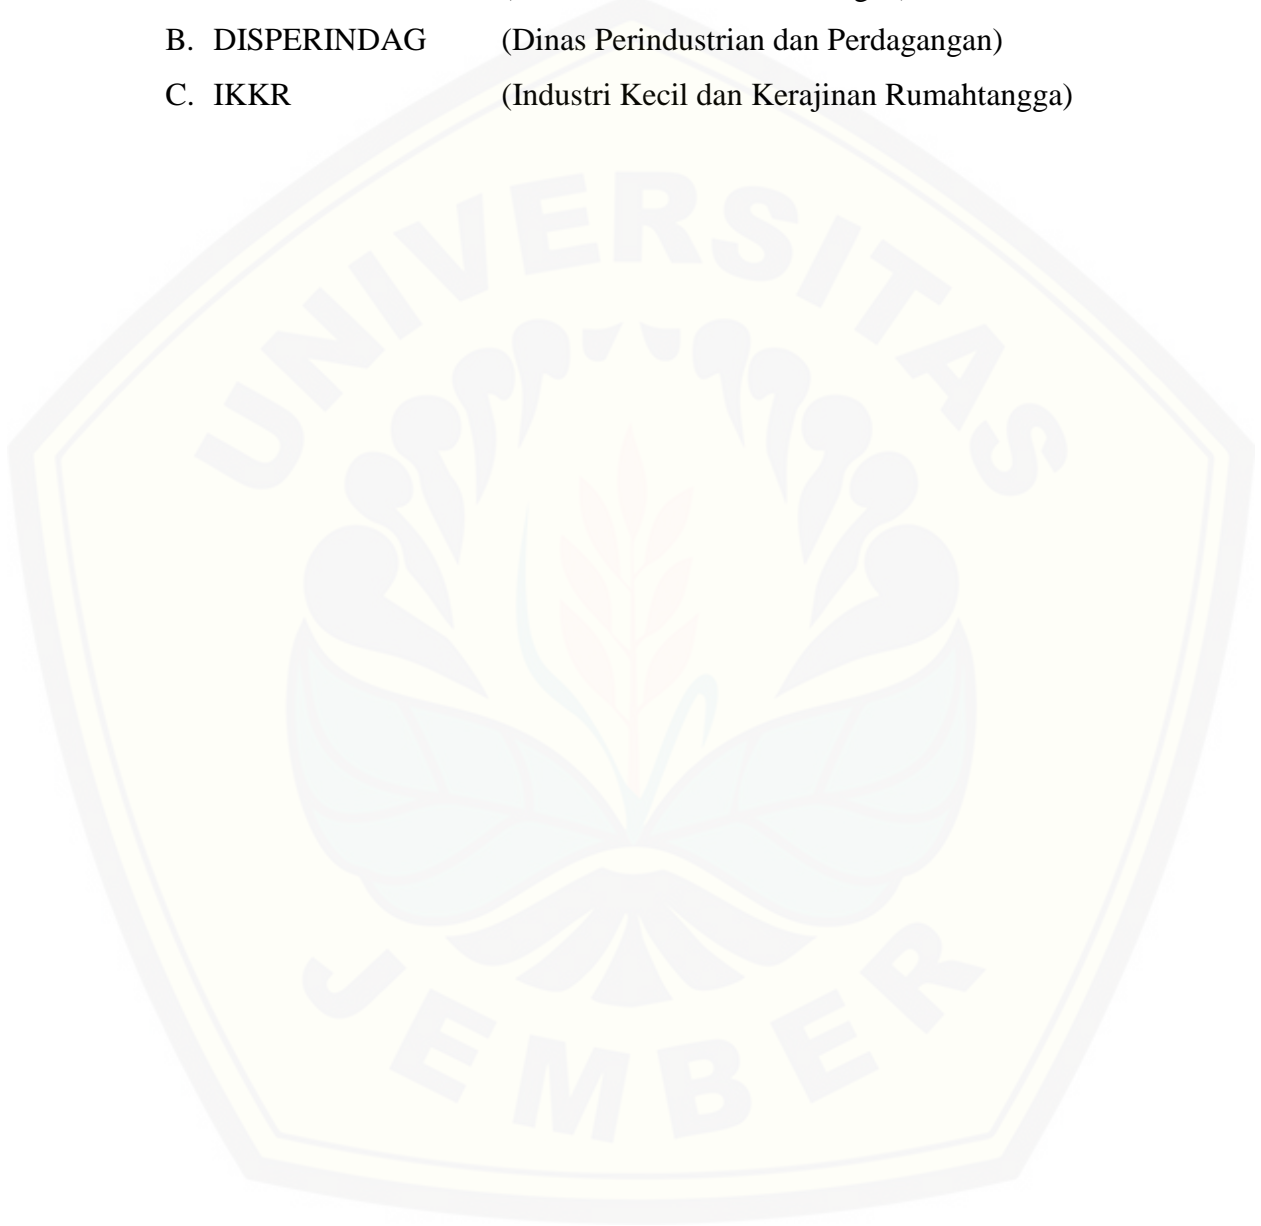 B. DISPERINDAG (Dinas Perindustrian dan Perdagangan)
C. IKKR (Industri Kecil dan Kerajinan Rumahtangga)
UNIVERSITAS
JEMBER